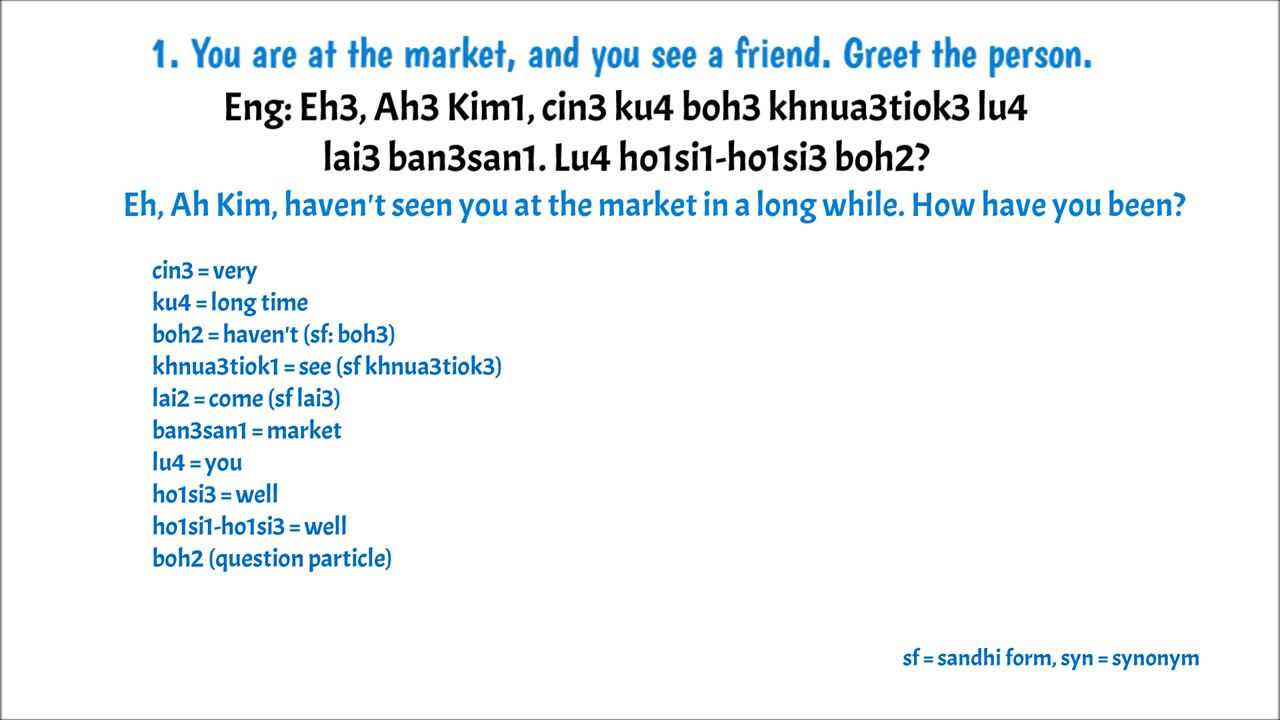 1. You are at the market, and you see a friend. Greet the person.
Eng: Eh3, Ah3 Kim1, cin3 ku4 boh3 khnua3tiok3 lu4
lai3 ban3san1. Lu4 ho1si1-ho1si3 boh2?
Eh, Ah Kim, haven't seen you at the market in a long while. How have you been?
cin3 = very
ku4 = long time
boh2 = haven't (sf: boh3)
khnua3tiok1 = see (sf khnua3tiok3)
lai2 = come (sf lai3)
ban3san1 = market
lu4 = you
ho1si3 = well
ho1si1-ho1si3 = well
boh2 (question particle)
sf = sandhi form, syn = synonym